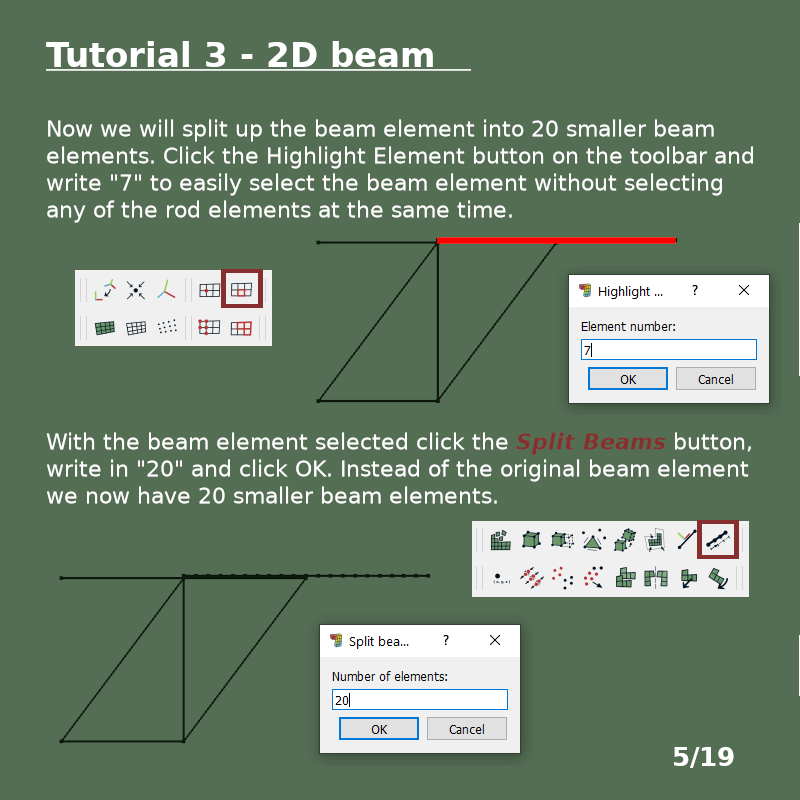 Tutorial 3 - 2D beam
Now we will split up the beam element into 20 smaller beam
elements. Click the Highlight Element button on the toolbar and
write "7" to easily select the beam element without selecting
any of the rod elements at the same time.
Highlight ... ?
Element number:
7
OK Cancel
With the beam element selected click the Split Beams button,
write in "20" and click OK. Instead of the original beam element
we now have 20 smaller beam elements.
Split bea... ?
Number of elements:
20
OK Cancel
5/19